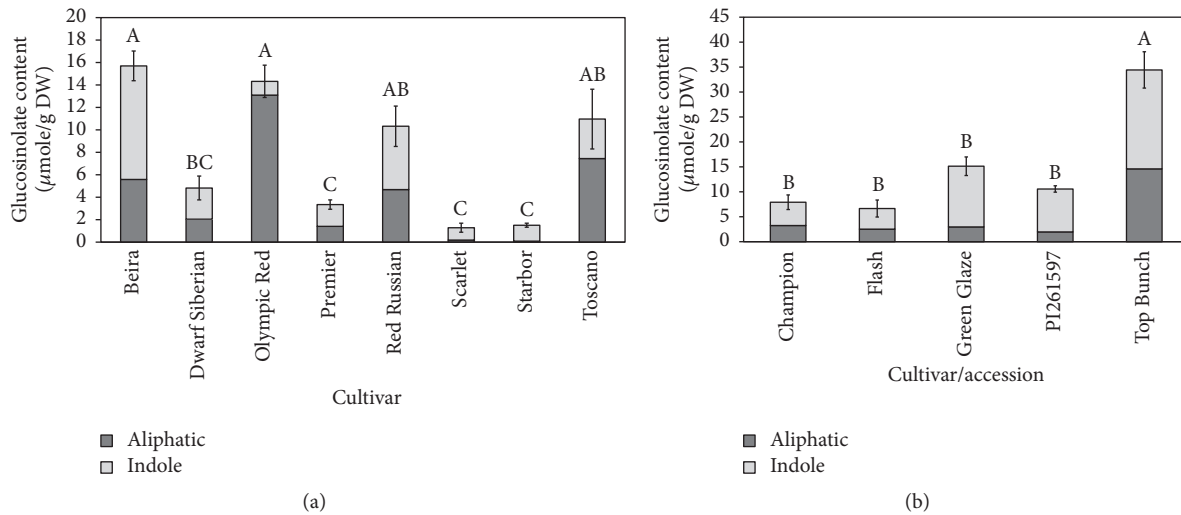 Glucosinolate content
(μmole/g DW)
20
18
16
14
12
10
8
6
4
2
0
A
BC
A
C
AB
C
C
AB
Beira
Dwarf Siberian
Olympic Red
Premier
Red Russian
Scarlet
Starbor
Toscano
Cultivar
Aliphatic
Indole
(a)
Glucosinolate content
(μmole/g DW)
45
40
35
30
25
20
15
10
5
0
B
B
B
B
A
Champion
Flash
Green Glaze
PI261597
Top Bunch
Cultivar/accession
Aliphatic
Indole
(b)